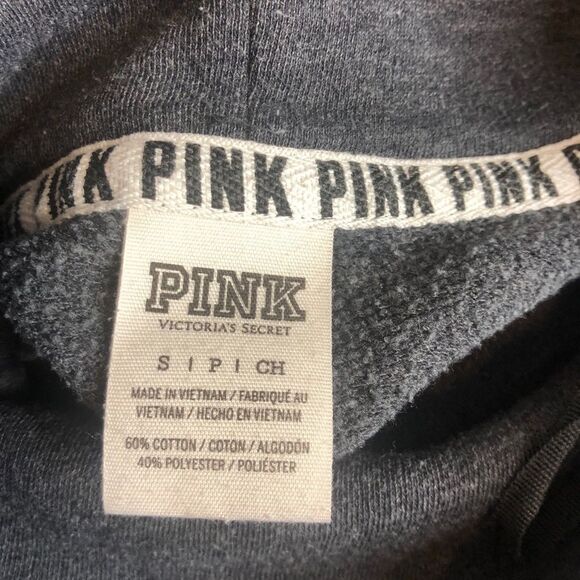 INK PINK PINK PINK
PINK
VICTORIA'S SECRET
S | P | CH
MADE IN VIETNAM / FABRIQUÉ AU
VIETNAM / HECHO EN VIETNAM
60% COTTON / COTON / ALGODÓN
40% POLYESTER / POLIÉSTER